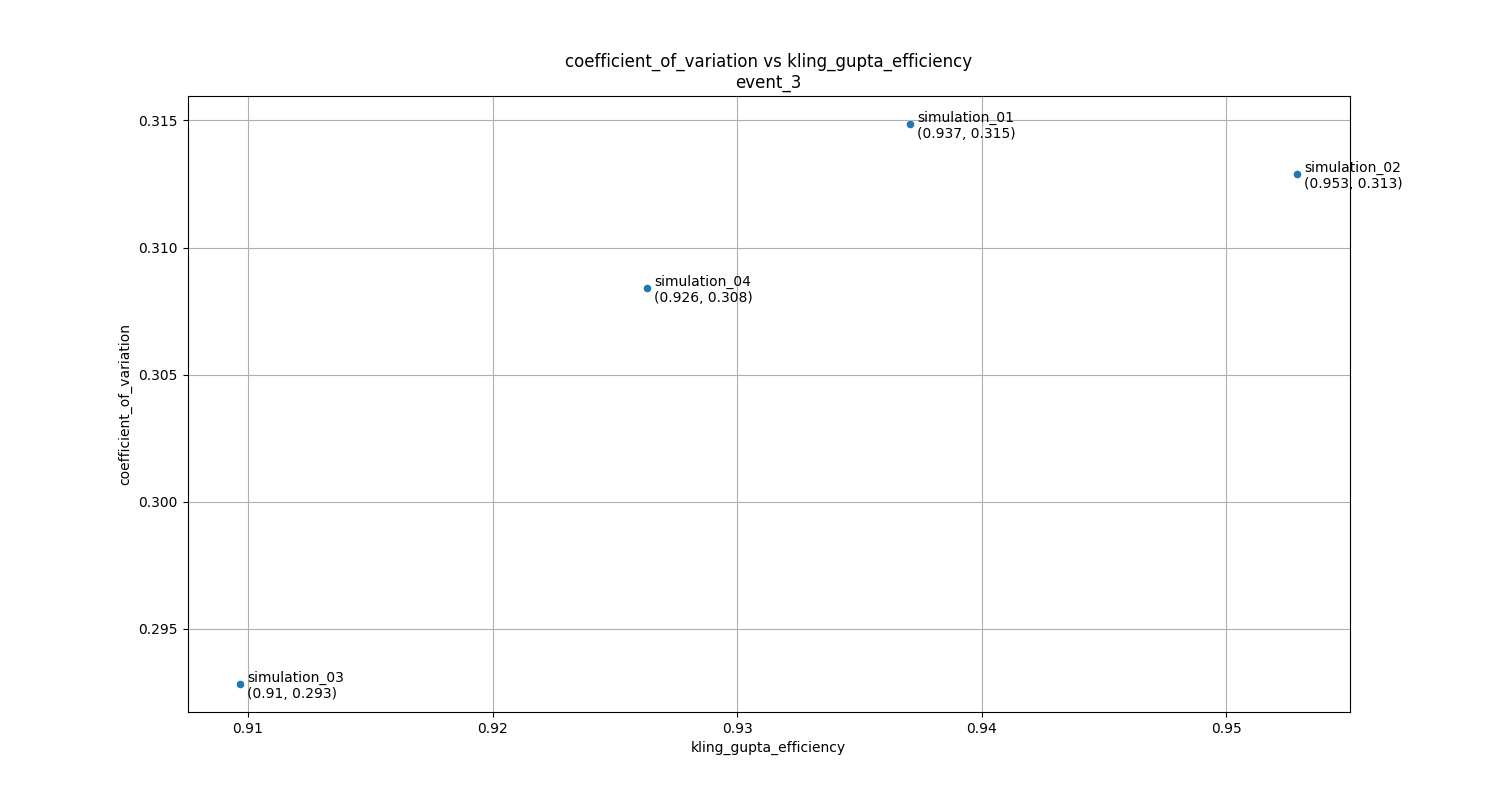 coefficient_of_variation vs kling_gupta_efficiency
event_3
0.315
simulation_01
(0.937, 0.315)
simulation_02
(0.953, 0.313)
0.310
simulation_04
(0.926, 0.308)
0.305
coefficient_of_variation
0.300
0.295
simulation_03
(0.91, 0.293)
0.91 0.92 0.93 0.94 0.95
kling_gupta_efficiency